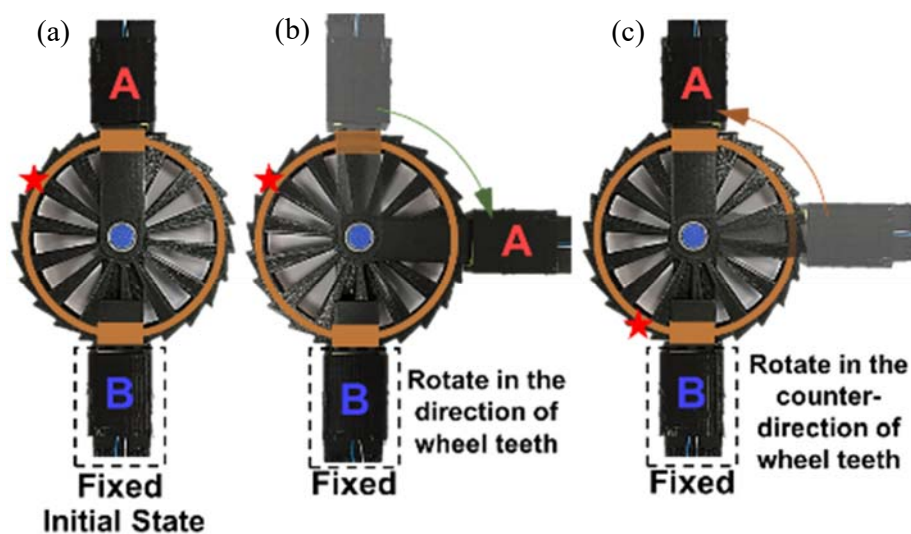 (a)
A
B
Fixed
Initial State
(b)
A
B
Fixed
Rotate in the
direction of
wheel teeth
(c)
A
B
Fixed
Rotate in the
counter-
direction of
wheel teeth